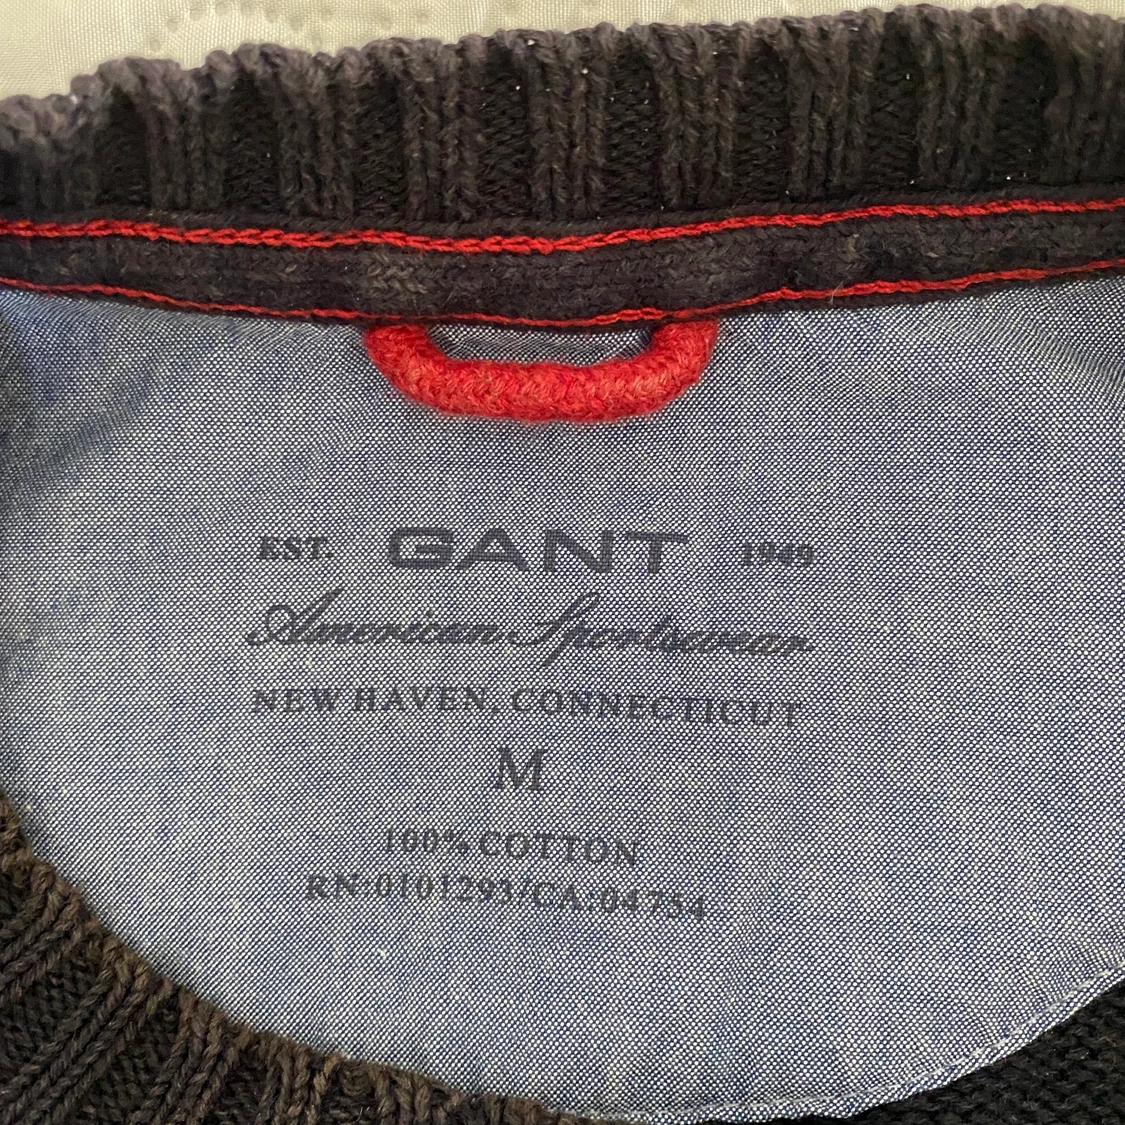 EST. GANT 1949
American Sportswear
NEW HAVEN, CONNECTICUT
M
100% COTTON
RN:0101293/CA:04754